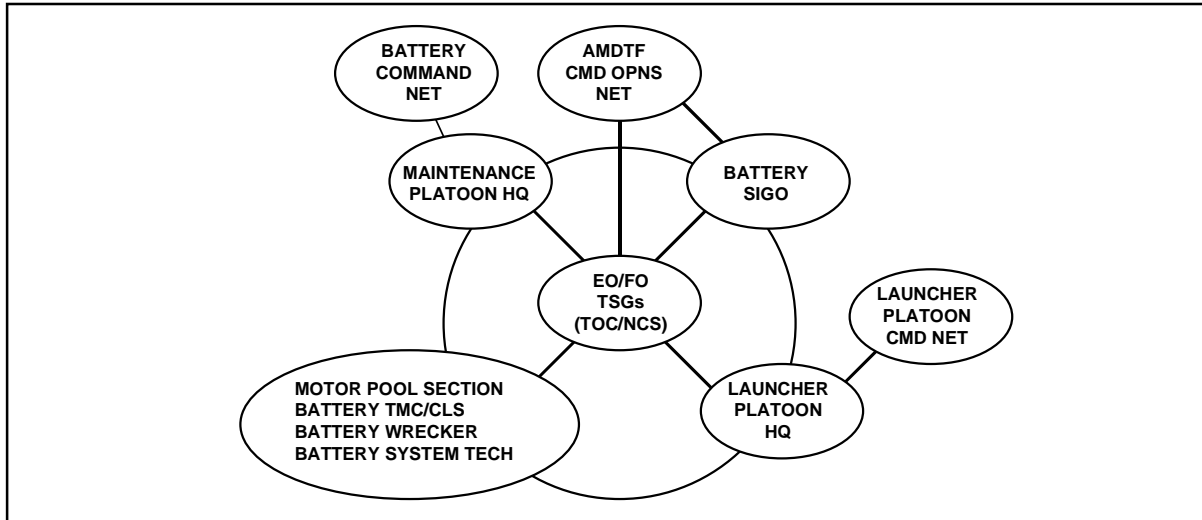 BATTERY
COMMAND
NET
AMDTF
CMD OPNS
NET
MAINTENANCE
PLATOON HQ
BATTERY
SIGO
EO/FO
TSGs
(TOC/NCS)
LAUNCHER
PLATOON
CMD NET
MOTOR POOL SECTION
BATTERY TMC/CLS
BATTERY WRECKER
BATTERY SYSTEM TECH
LAUNCHER
PLATOON
HQ